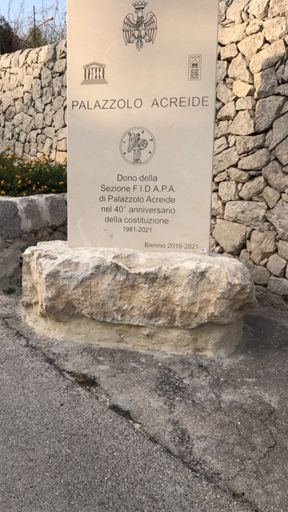 PALAZZOLO ACREIDE
Dono della
Sezione F.I.D.A.P.A.
di Palazzolo Acreide
nel 40° anniversario
della costituzione
1981-2021
Biennio 2019-2021